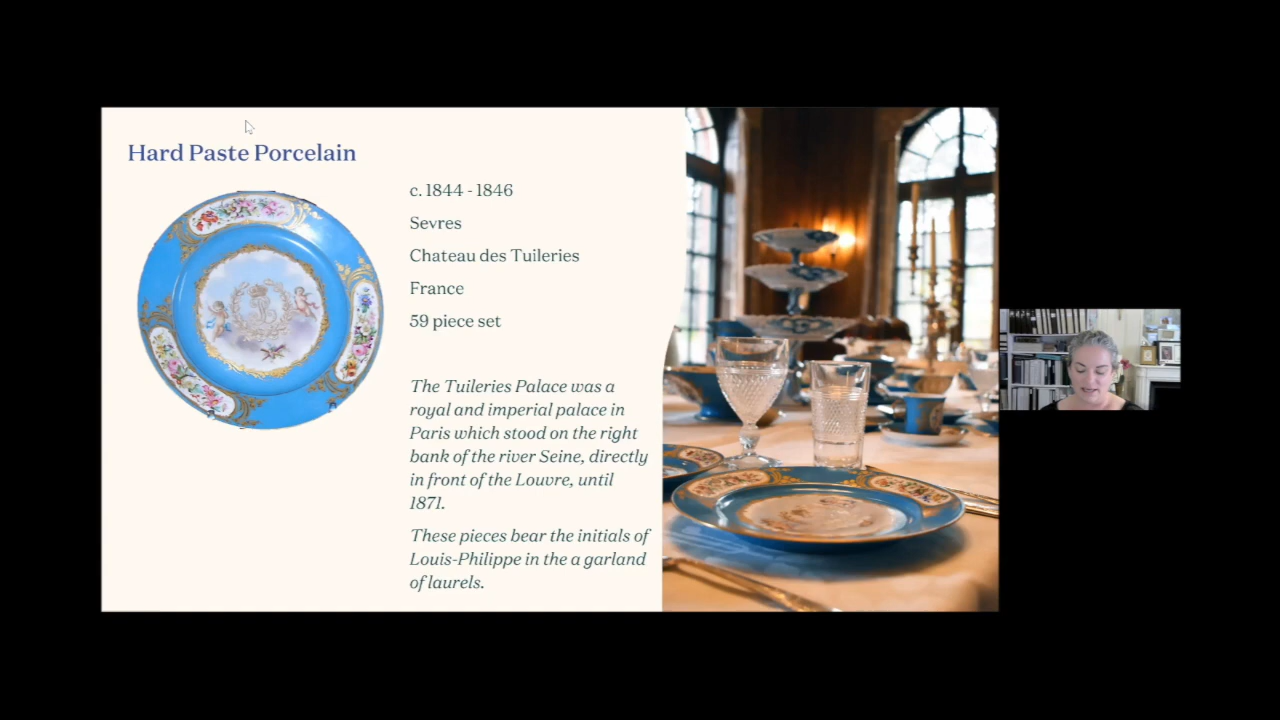 Hard Paste Porcelain
c. 1844 - 1846
Sevres
Chateau des Tuileries
France
59 piece set
The Tuileries Palace was a
royal and imperial palace in
Paris which stood on the right
bank of the river Seine, directly
in front of the Louvre, until
1871.
These pieces bear the initials of
Louis-Philippe in the a garland
of laurels.